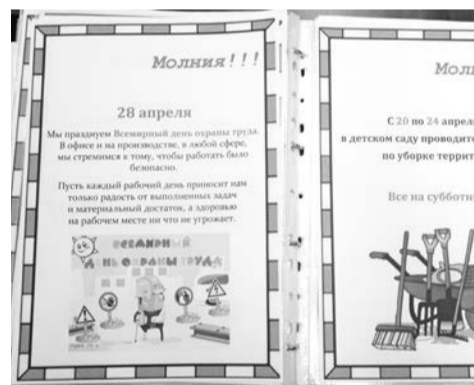 Молния!!!
28 апреля
Мы празднуем Всемирный день охраны труда.
В офисе и на производстве, в любой сфере,
мы стремимся к тому, чтобы работать было
безопасно.
Пусть каждый рабочий день приносит нам
только радость от выполненных задач
и материальный достаток, а здоровью
на рабочем месте ни что не угрожает.
ВСЕМИРНЫЙ
ДЕНЬ ОХРАНЫ ТРУДА
Мол
С 20 по 24 апрел
в детском саду проводитс
по уборке террит
Все на субботн